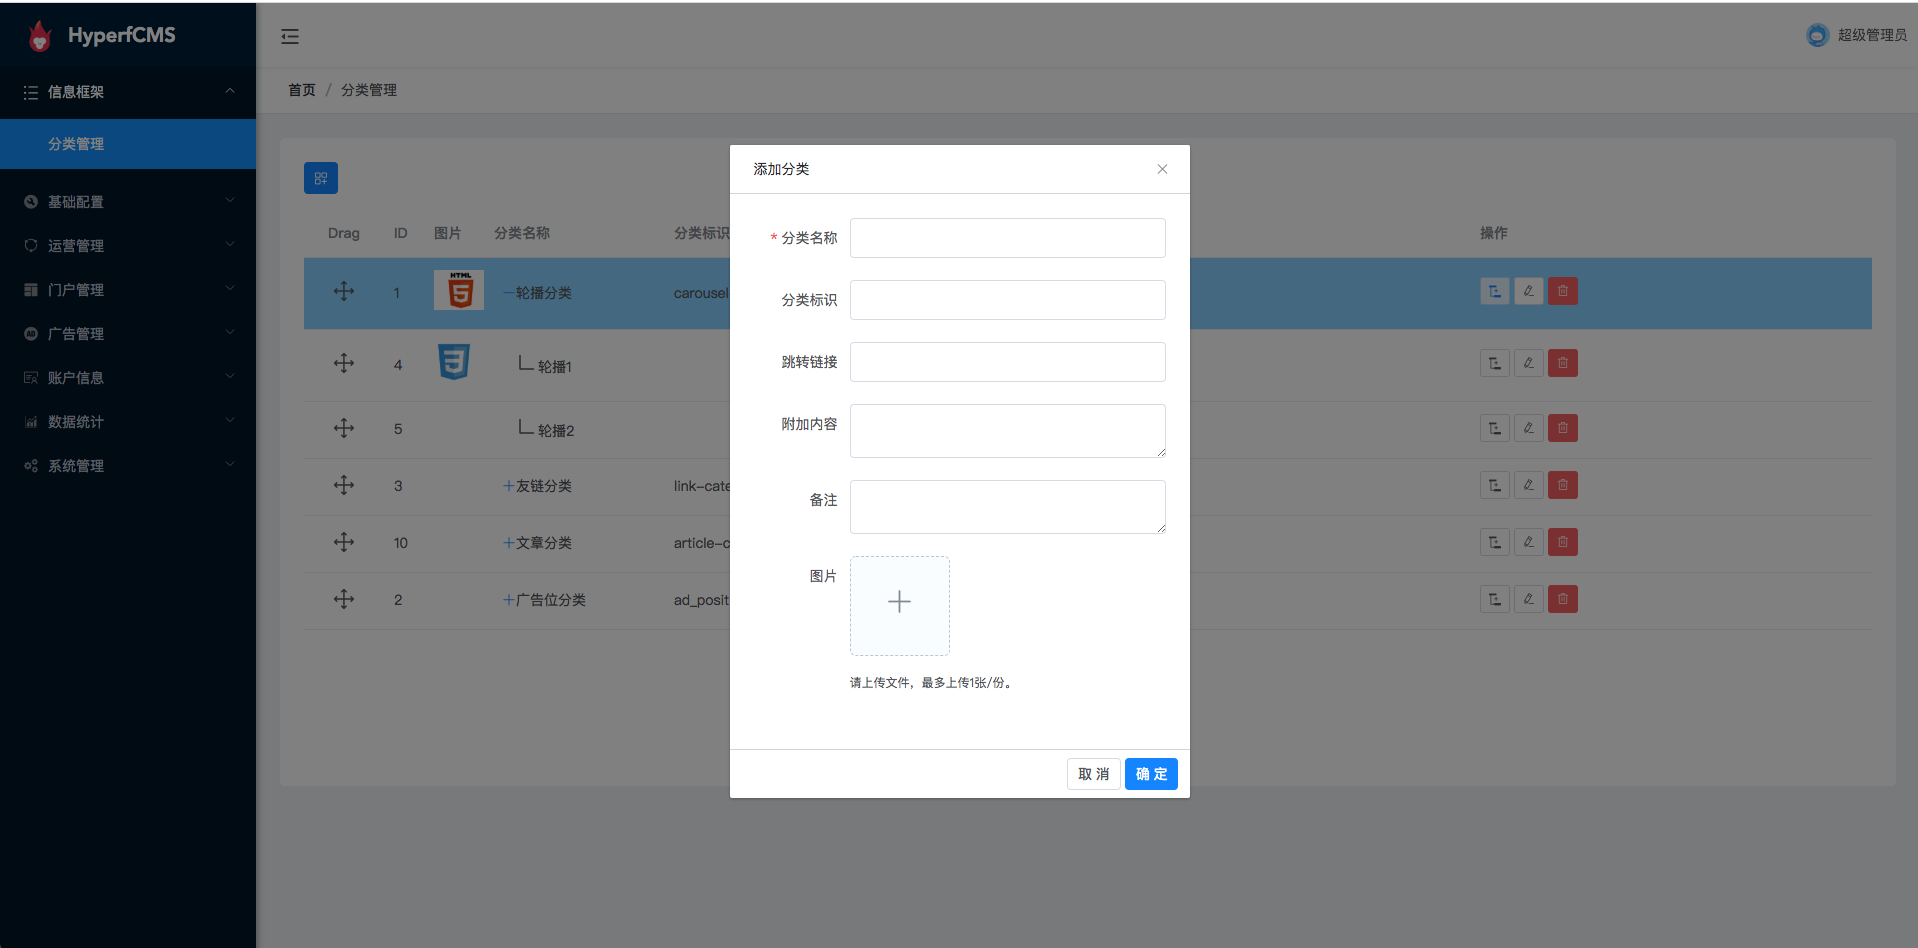 HyperfCMS
超级管理员
信息框架
首页 / 分类管理
分类管理
基础配置
运营管理
门户管理
广告管理
账户信息
数据统计
系统管理
Drag ID 图片 分类名称 分类标识 操作
1 HTML 5 轮播分类 carousel
4 3 轮播1
5 轮播2
3 友链分类 link-cate
10 文章分类 article-c
2 广告位分类 ad_posit
添加分类
* 分类名称
分类标识
跳转链接
附加内容
备注
图片
请上传文件，最多上传1张/份。
取 消 确 定